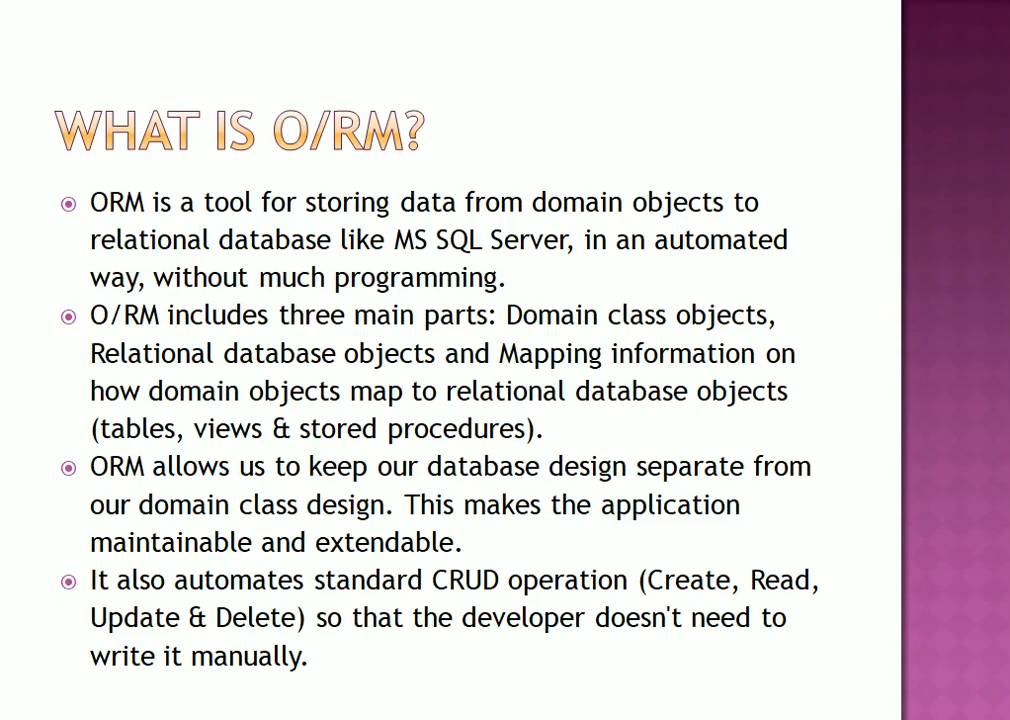 WHAT IS O/RM?
ORM is a tool for storing data from domain objects to
relational database like MS SQL Server, in an automated
way, without much programming.
O/RM includes three main parts: Domain class objects,
Relational database objects and Mapping information on
how domain objects map to relational database objects
(tables, views & stored procedures).
ORM allows us to keep our database design separate from
our domain class design. This makes the application
maintainable and extendable.
It also automates standard CRUD operation (Create, Read,
Update & Delete) so that the developer doesn't need to
write it manually.